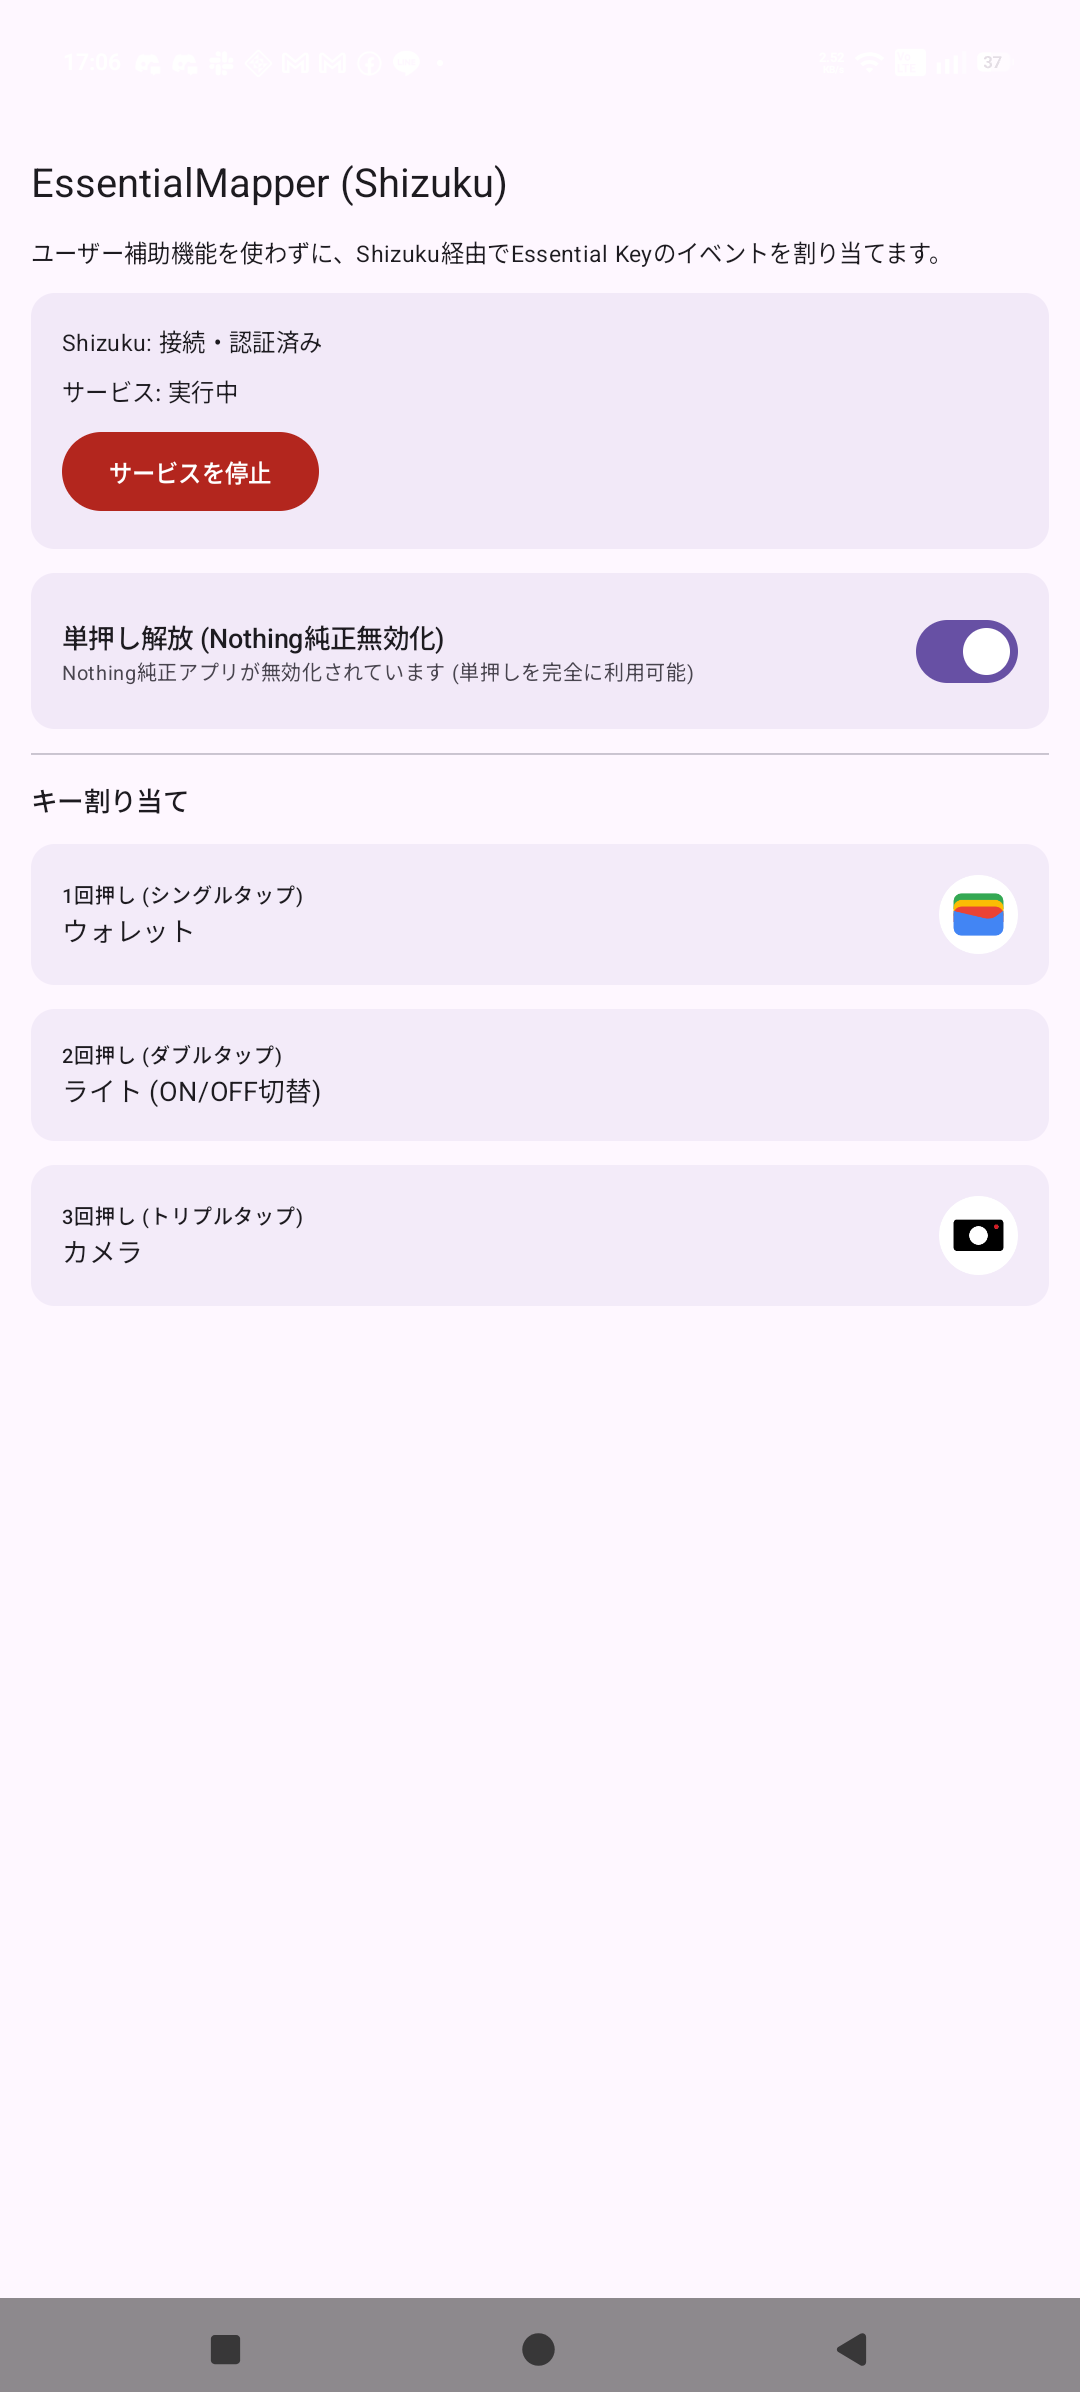 17:06
37
EssentialMapper (Shizuku)
ユーザー補助機能を使わずに、Shizuku経由でEssential Keyのイベントを割り当てます。
Shizuku: 接続・認証済み
サービス: 実行中
サービスを停止
単押し解放 (Nothing純正無効化)
Nothing純正アプリが無効化されています (単押しを完全に利用可能)
キー割り当て
1回押し (シングルタップ)
ウォレット
2回押し (ダブルタップ)
ライト (ON/OFF切替)
3回押し (トリプルタップ)
カメラ